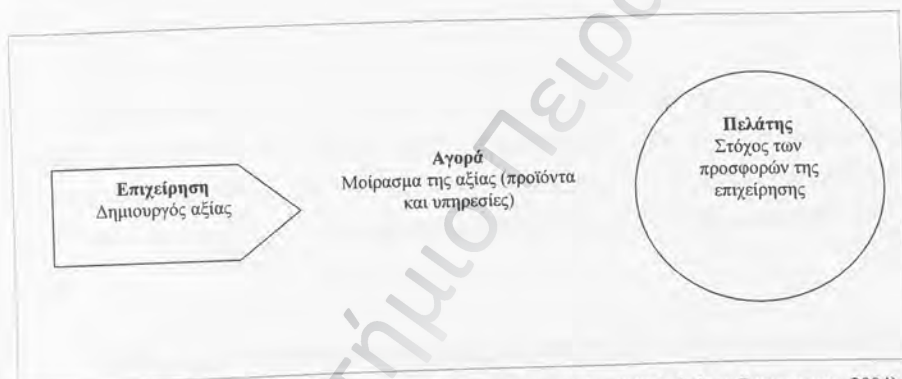 Επιχείρηση
Δημιουργός αξίας
Αγορά
Μοίρασμα της αξίας (προϊόντα
και υπηρεσίες)
Πελάτης
Στόχος των
προσφορών της
επιχείρησης